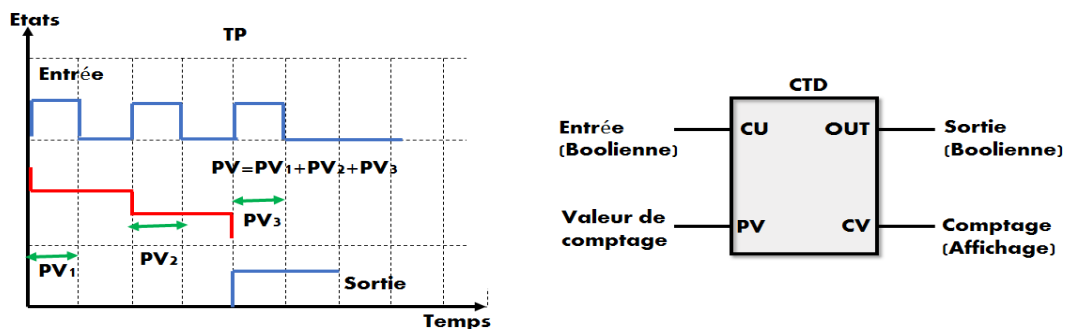 Etats
TP
Entrée
PV=PV₁+PV₂+PV₃
PV₃
PV₂
PV₁
Sortie
Temps
CTD
Entrée
(Boolienne)
CU
OUT
Sortie
(Boolienne)
Valeur de
comptage
PV
CV
Comptage
(Affichage)